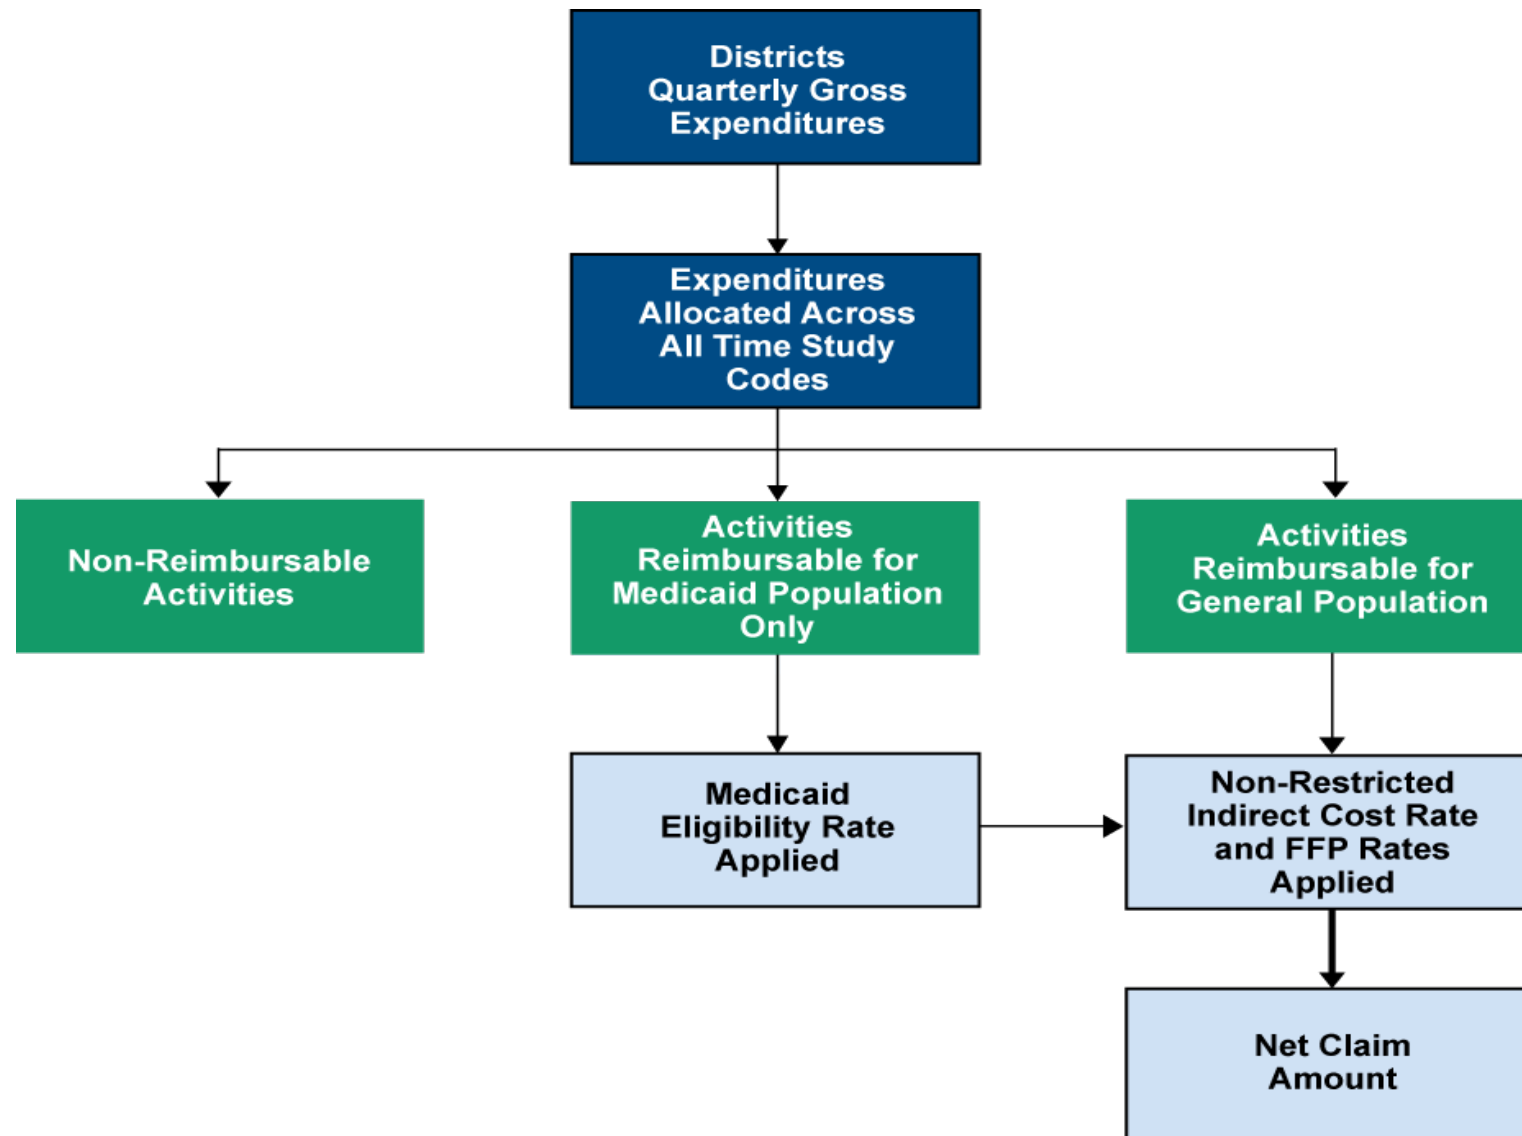 Districts
Quarterly Gross
Expenditures
Expenditures
Allocated Across
All Time Study
Codes
Non-Reimbursable
Activities
Activities
Reimbursable for
Medicaid Population
Only
Activities
Reimbursable for
General Population
Medicaid
Eligibility Rate
Applied
Non-Restricted
Indirect Cost Rate
and FFP Rates
Applied
Net Claim
Amount